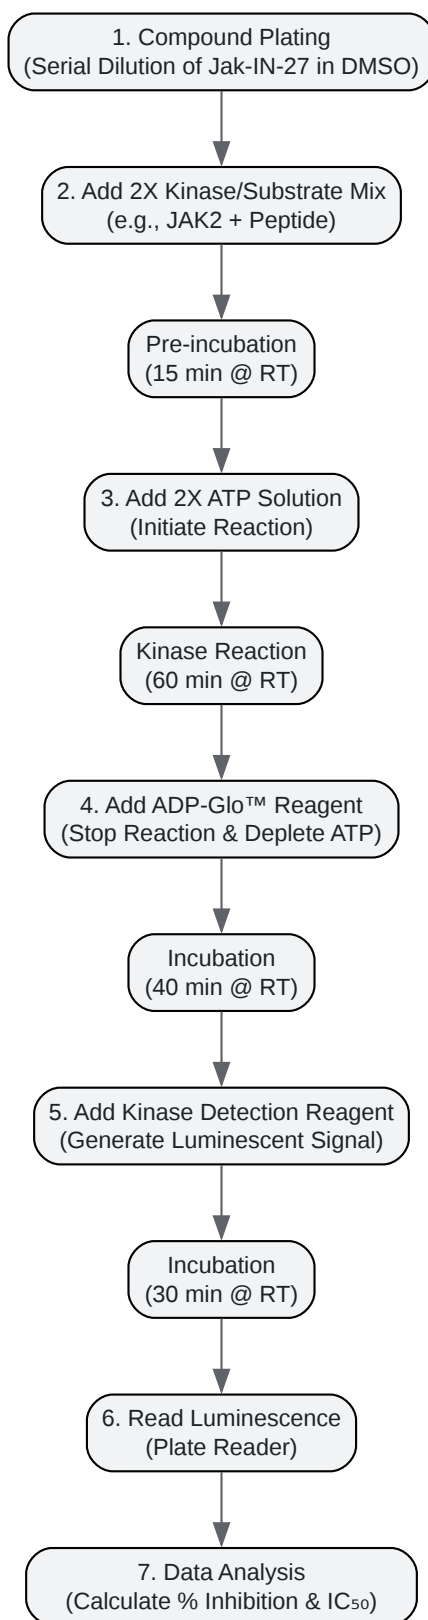 1. Compound Plating
(Serial Dilution of Jak-IN-27 in DMSO)
2. Add 2X Kinase/Substrate Mix
(e.g., JAK2 + Peptide)
Pre-incubation
(15 min @ RT)
3. Add 2X ATP Solution
(Initiate Reaction)
Kinase Reaction
(60 min @ RT)
4. Add ADP-Glo™ Reagent
(Stop Reaction & Deplete ATP)
Incubation
(40 min @ RT)
5. Add Kinase Detection Reagent
(Generate Luminescent Signal)
Incubation
(30 min @ RT)
6. Read Luminescence
(Plate Reader)
7. Data Analysis
(Calculate % Inhibition & IC₅₀)